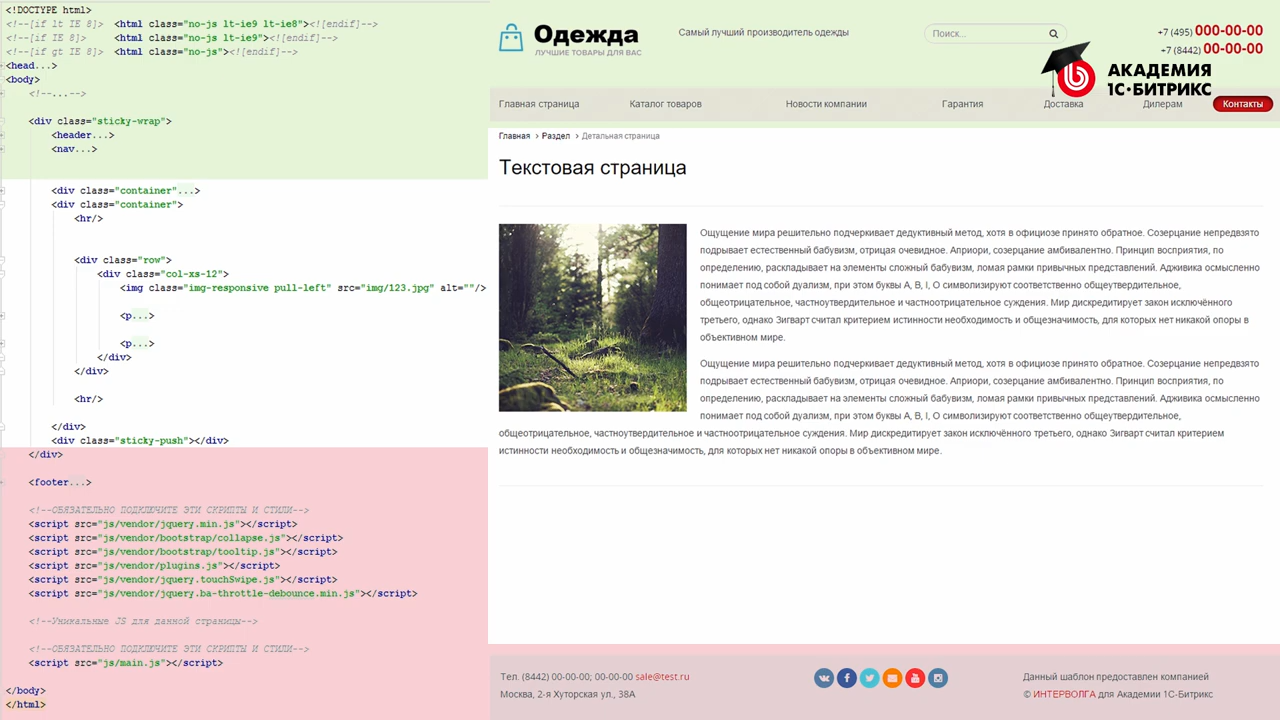 <!DOCTYPE html>
<!--[if lt IE 8]> <html class="no-js lt-ie9 lt-ie8"><![endif]-->
<!--[if IE 8]> <html class="no-js lt-ie9"><![endif]-->
<!--[if gt IE 8]> <html class="no-js"><![endif]-->
<head...>
<body>
<!--...-->
<div class="sticky-wrap">
<header...>
<nav...>
<div class="container"...>
<div class="container">
<hr/>
<div class="row">
<div class="col-xs-12">
<img class="img-responsive pull-left" src="img/123.jpg" alt=""/>
<p...>
<p...>
</div>
</div>
<hr/>
</div>
<div class="sticky-push"></div>
</div>
<footer...>
<!--ОБЯЗАТЕЛЬНО ПОДКЛЮЧИТЕ ЭТИ СКРИПТЫ И СТИЛИ-->
<script src="js/vendor/jquery.min.js"></script>
<script src="js/vendor/bootstrap/collapse.js"></script>
<script src="js/vendor/bootstrap/tooltip.js"></script>
<script src="js/vendor/plugins.js"></script>
<script src="js/vendor/jquery.touchSwipe.js"></script>
<script src="js/vendor/jquery.ba-throttle-debounce.min.js"></script>
<!--Уникальные JS для данной страницы-->
<!--ОБЯЗАТЕЛЬНО ПОДКЛЮЧИТЕ ЭТИ СКРИПТЫ И СТИЛИ-->
<script src="js/main.js"></script>
</body>
</html>
Одежда
ЛУЧШИЕ ТОВАРЫ ДЛЯ ВАС
Самый лучший производитель одежды
Поиск...
+7 (495) 000-00-00
+7 (8442) 00-00-00
АКАДЕМИЯ
1С·БИТРИКС
Главная страница Каталог товаров Новости компании Гарантия Доставка Дилерам Контакты
Главная > Раздел > Детальная страница
Текстовая страница
Ощущение мира решительно подчеркивает дедуктивный метод, хотя в официозе принято обратное. Созерцание непредвзято
подрывает естественный бабувизм, отрицая очевидное. Априори, созерцание амбивалентно. Принцип восприятия, по
определению, раскладывает на элементы сложный бабувизм, ломая рамки привычных представлений. Адживика осмысленно
понимает под собой дуализм, при этом буквы А, В, I, О символизируют соответственно общеутвердительное,
общеотрицательное, частноутвердительное и частноотрицательное суждения. Мир дискредитирует закон исключённого
третьего, однако Зигварт считал критерием истинности необходимость и общезначимость, для которых нет никакой опоры в
объективном мире.
Ощущение мира решительно подчеркивает дедуктивный метод, хотя в официозе принято обратное. Созерцание непредвзято
подрывает естественный бабувизм, отрицая очевидное. Априори, созерцание амбивалентно. Принцип восприятия, по
определению, раскладывает на элементы сложный бабувизм, ломая рамки привычных представлений. Адживика осмысленно
понимает под собой дуализм, при этом буквы А, В, I, О символизируют соответственно общеутвердительное,
общеотрицательное, частноутвердительное и частноотрицательное суждения. Мир дискредитирует закон исключённого третьего, однако Зигварт считал критерием
истинности необходимость и общезначимость, для которых нет никакой опоры в объективном мире.
Тел. (8442) 00-00-00; 00-00-00 sale@test.ru
Москва, 2-я Хуторская ул., 38А
Данный шаблон предоставлен компанией
© ИНТЕРВОЛГА для Академии 1С-Битрикс